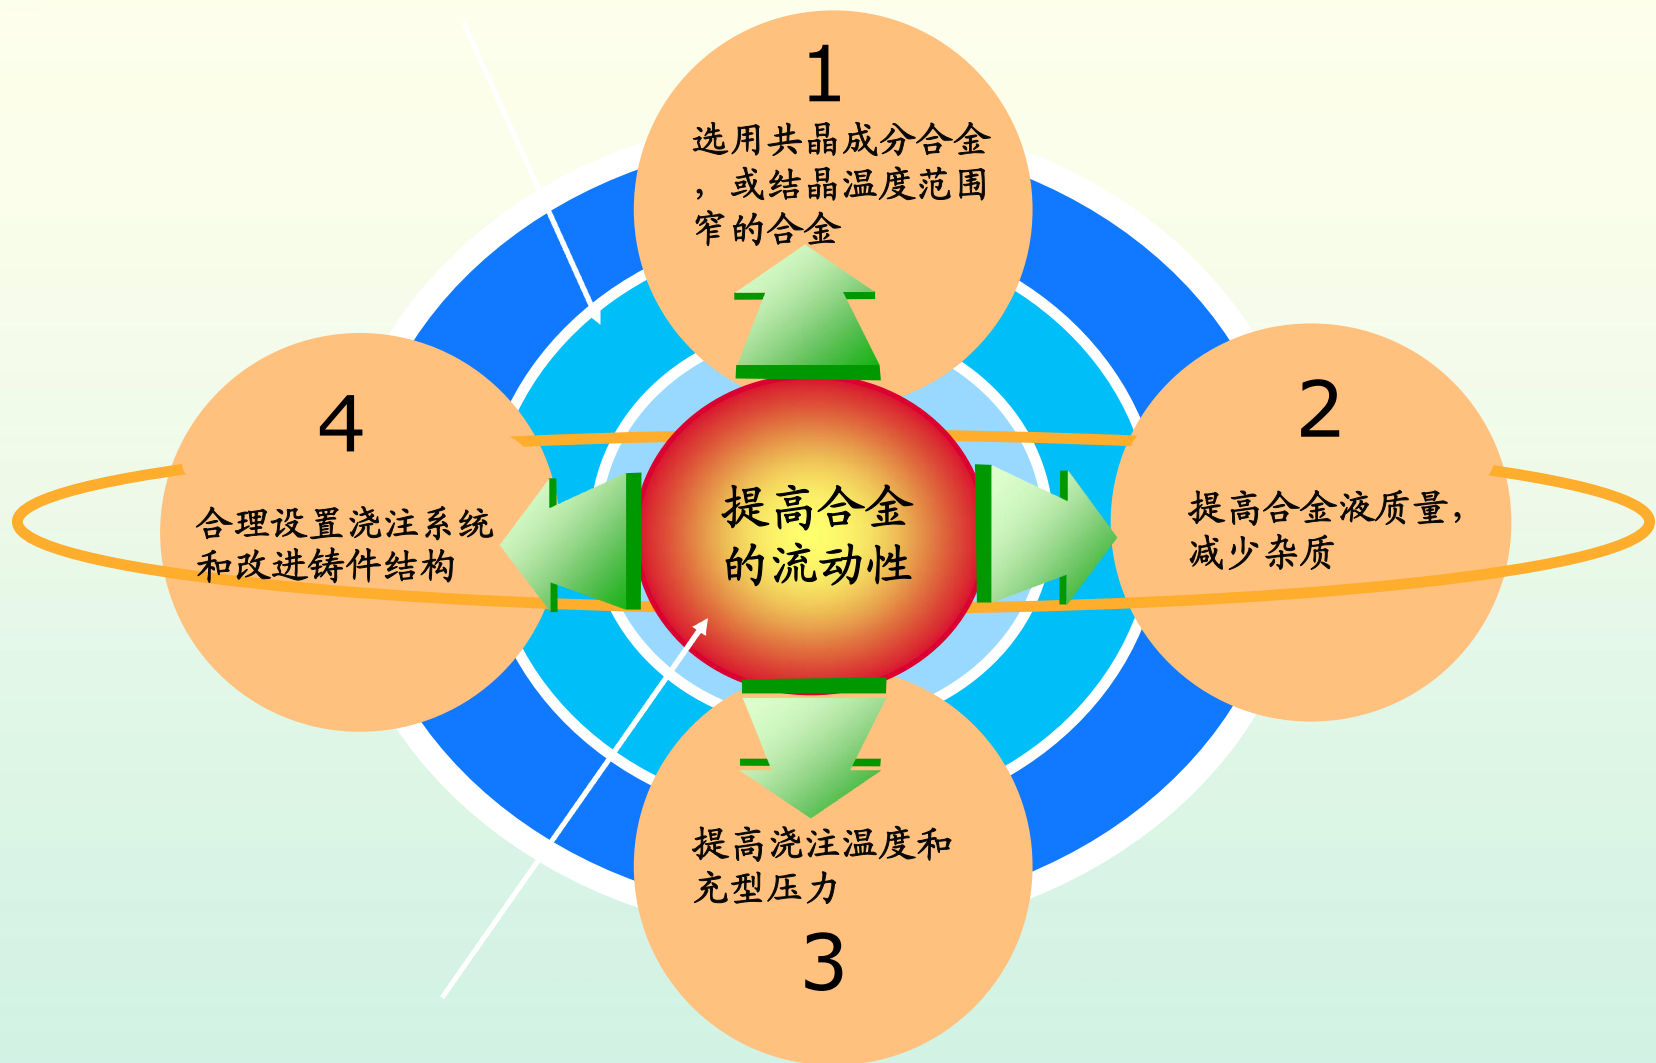 1
选用共晶成分合金
，或结晶温度范围
窄的合金
2
提高合金液质量，
减少杂质
提高合金
的流动性
4
合理设置浇注系统
和改进铸件结构
提高浇注温度和
充型压力
3